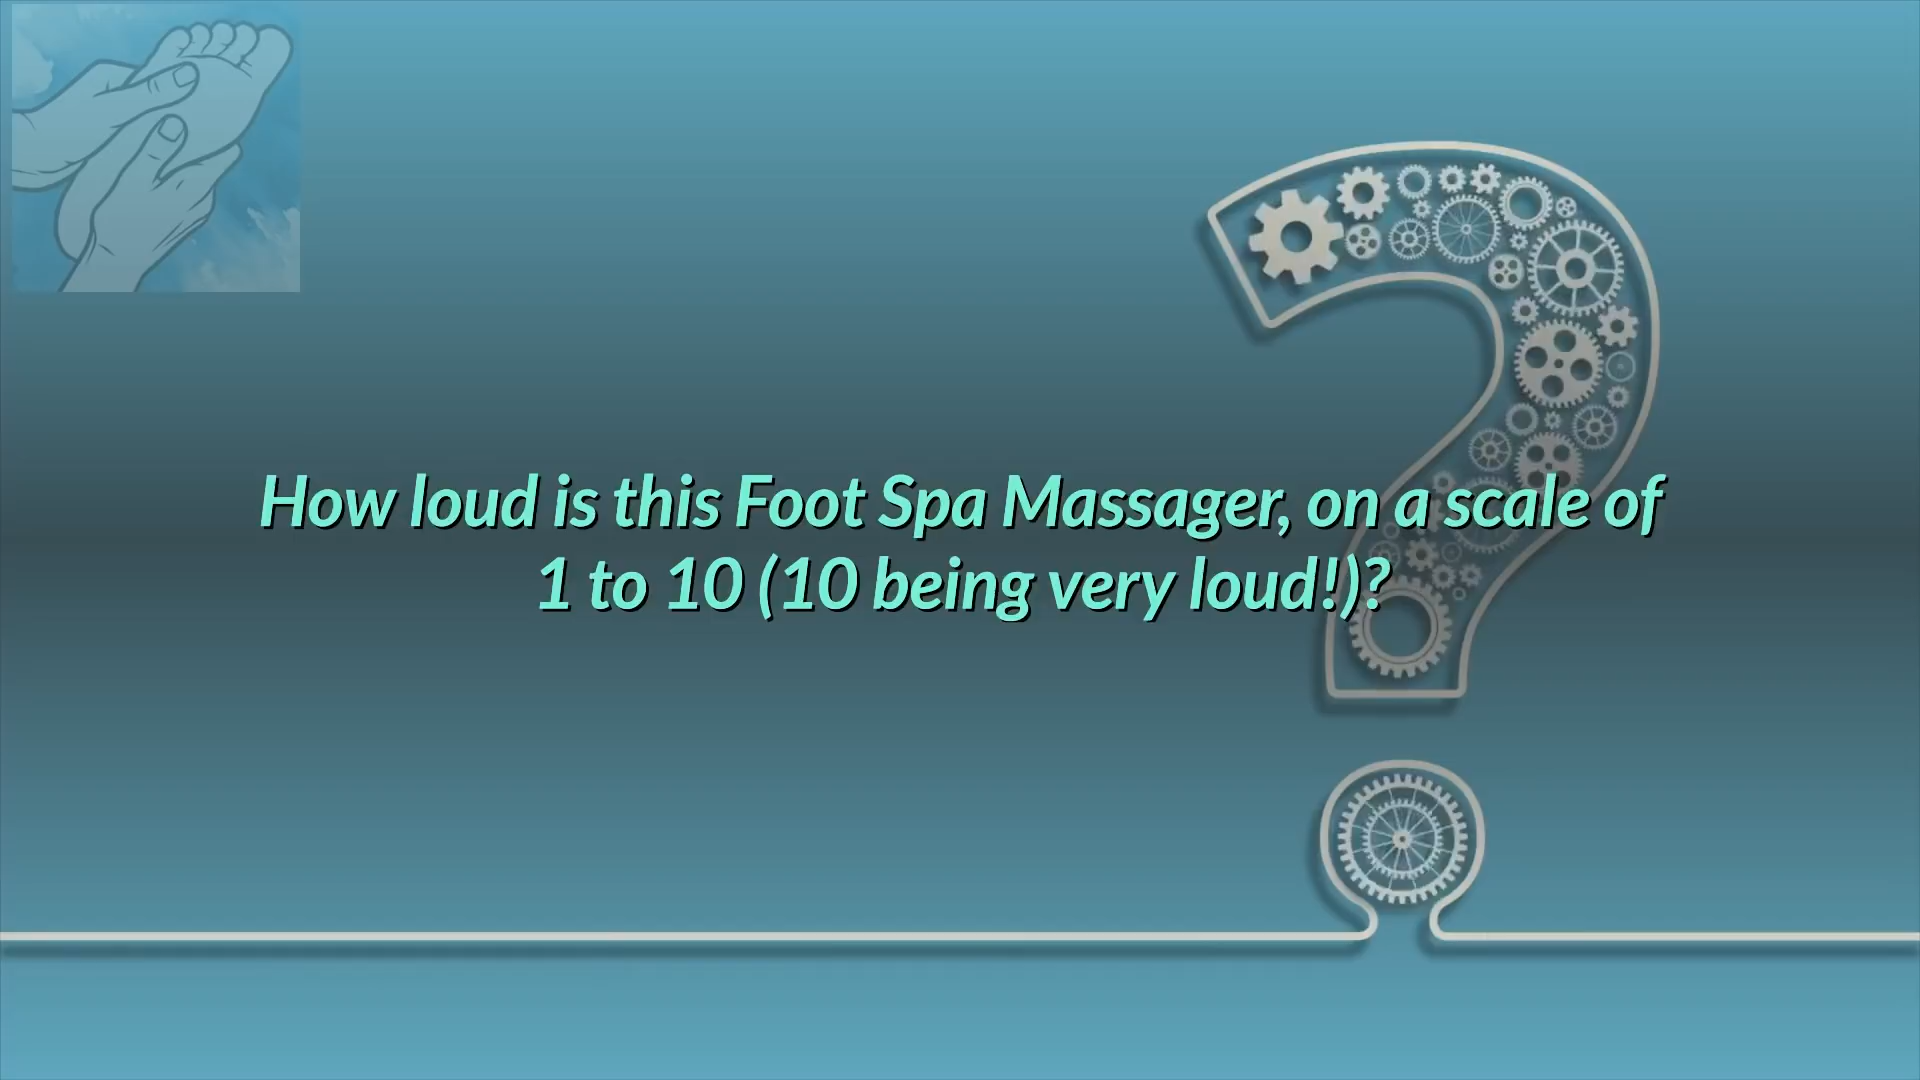 How loud is this Foot Spa Massager, on a scale of
1 to 10 (10 being very loud!)?